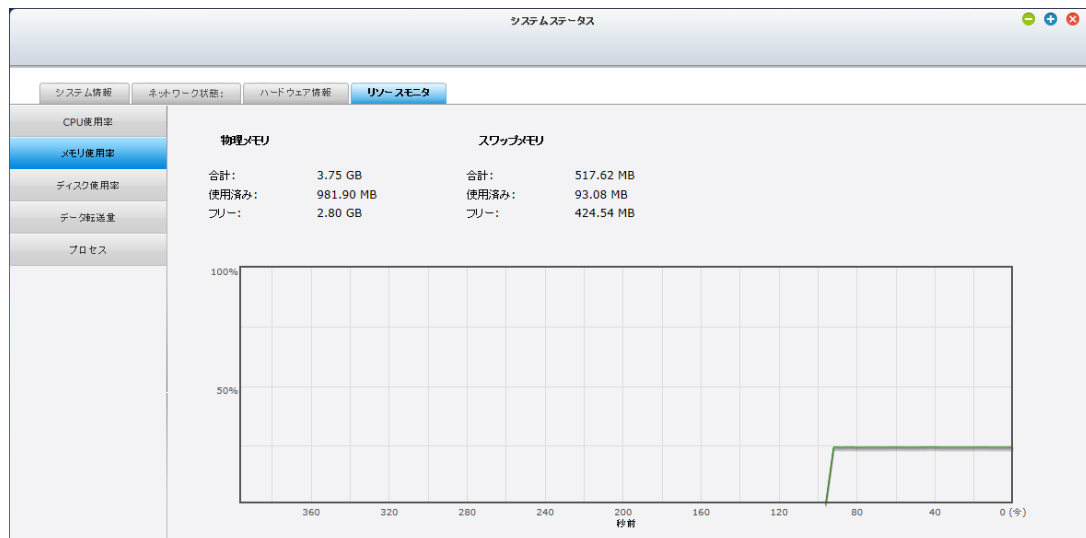 システムステータス
システム情報 ネットワーク状態: ハードウェア情報 リソースモニタ
CPU使用率
メモリ使用率
ディスク使用率
データ転送量
プロセス
物理メモリ スワップメモリ
合計: 3.75 GB 合計: 517.62 MB
使用済み: 981.90 MB 使用済み: 93.08 MB
フリー: 2.80 GB フリー: 424.54 MB
100%
50%
360 320 280 240 200 160 120 80 40 0 (今)
秒前